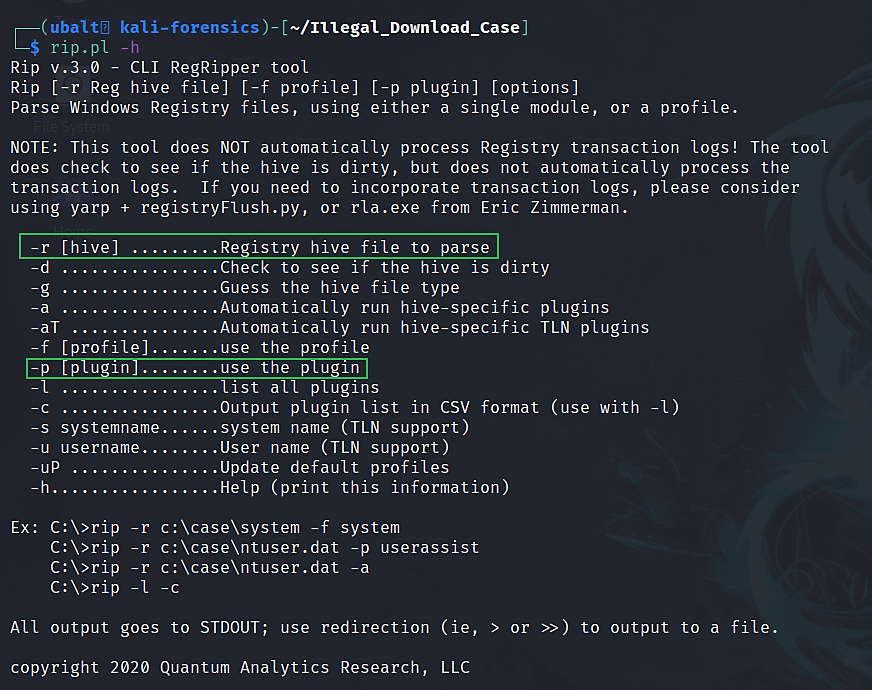 ┌──(ubalt㉿kali-forensics)-[~/Illegal_Download_Case]
└─$ rip.pl -h
Rip v.3.0 - CLI RegRipper tool
Rip [-r Reg hive file] [-f profile] [-p plugin] [options]
Parse Windows Registry files, using either a single module, or a profile.
File System
NOTE: This tool does NOT automatically process Registry transaction logs! The tool
does check to see if the hive is dirty, but does not automatically process the
transaction logs.  If you need to incorporate transaction logs, please consider
using yarp + registryFlush.py, or rla.exe from Eric Zimmerman.
Home
-r [hive] .........Registry hive file to parse
-d ................Check to see if the hive is dirty
-g ................Guess the hive file type
-a ................Automatically run hive-specific plugins
-aT ...............Automatically run hive-specific TLN plugins
-f [profile].......use the profile
-p [plugin]........use the plugin
-l ................list all plugins
-c ................Output plugin list in CSV format (use with -l)
-s systemname......system name (TLN support)
-u username........User name (TLN support)
-uP ...............Update default profiles
-h.................Help (print this information)
Ex: C:\>rip -r c:\case\system -f system
C:\>rip -r c:\case\ntuser.dat -p userassist
C:\>rip -r c:\case\ntuser.dat -a
C:\>rip -l -c
All output goes to STDOUT; use redirection (ie, > or >>) to output to a file.
copyright 2020 Quantum Analytics Research, LLC